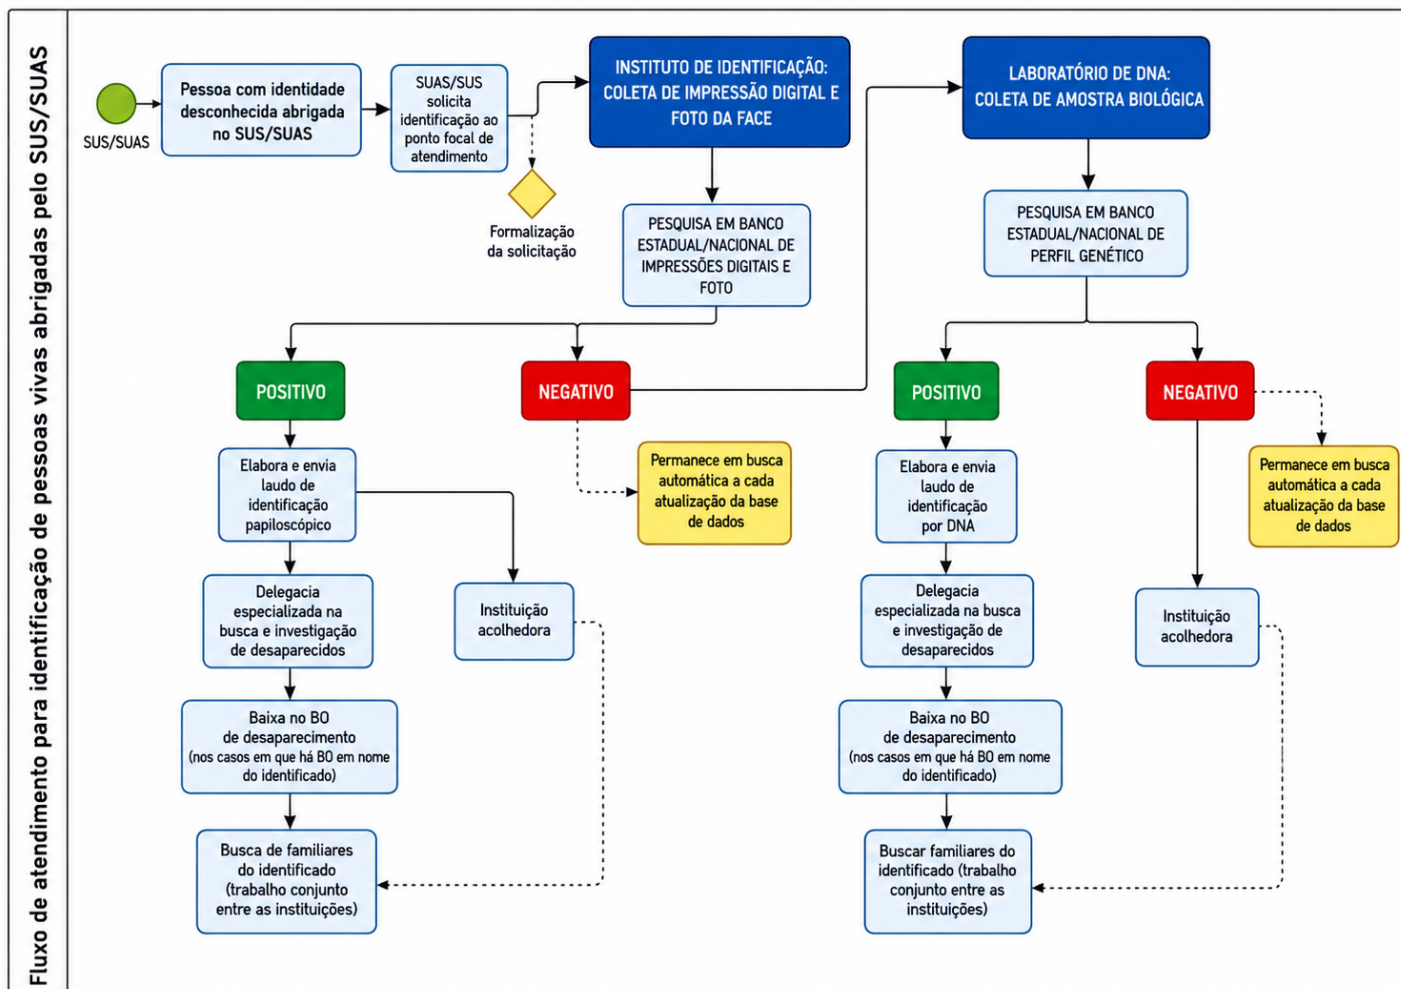 Fluxo de atendimento para identificação de pessoas vivas abrigadas pelo SUS/SUAS
SUS/SUAS
Pessoa com identidade
desconhecida abrigada
no SUS/SUAS
SUAS/SUS
solicita
identificação ao
ponto focal de
atendimento
Formalização
da solicitação
INSTITUTO DE IDENTIFICAÇÃO:
COLETA DE IMPRESSÃO DIGITAL E
FOTO DA FACE
PESQUISA EM BANCO
ESTADUAL/NACIONAL DE
IMPRESSÕES DIGITAIS E
FOTO
POSITIVO
NEGATIVO
Elabora e envia
laudo de
identificação
papiloscópico
Permanece em busca
automática a cada
atualização da base
de dados
Delegacia
especializada na
busca e investigação
de desaparecidos
Instituição
acolhedora
Baixa no BO
de desaparecimento
(nos casos em que há BO em nome
do identificado)
Busca de familiares
do identificado
(trabalho conjunto
entre as instituições)
LABORATÓRIO DE DNA:
COLETA DE AMOSTRA BIOLÓGICA
PESQUISA EM BANCO
ESTADUAL/NACIONAL DE
PERFIL GENÉTICO
POSITIVO
NEGATIVO
Elabora e envia
laudo de
identificação
por DNA
Permanece em busca
automática a cada
atualização da base
de dados
Delegacia
especializada na busca
e investigação de
desaparecidos
Instituição
acolhedora
Baixa no BO
de desaparecimento
(nos casos em que há BO em nome
do identificado)
Buscar familiares do
identificado (trabalho
conjunto entre as
instituições)